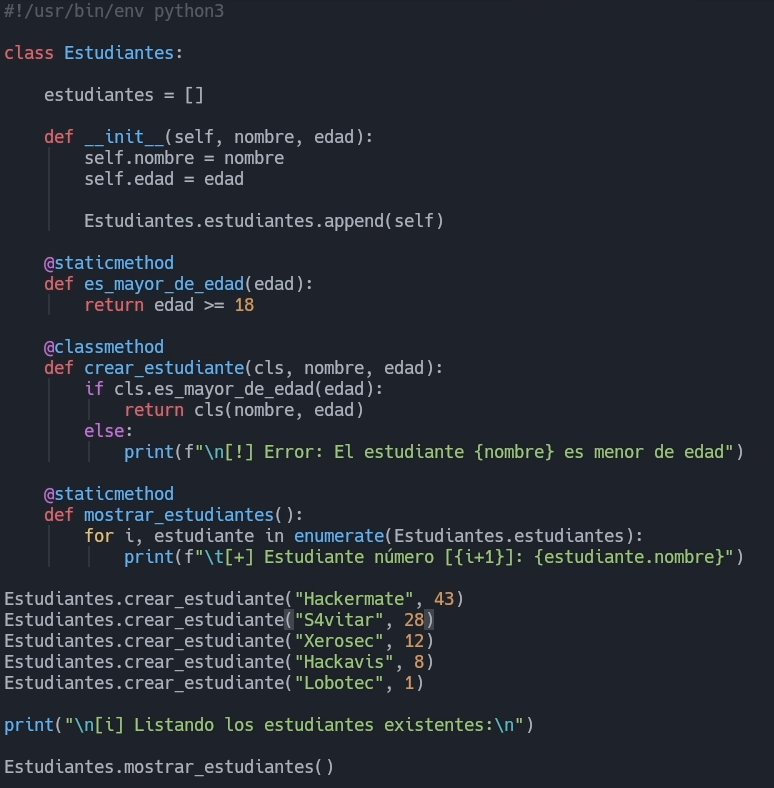 #!/usr/bin/env python3
class Estudiantes:
    estudiantes = []
    def __init__(self, nombre, edad):
        self.nombre = nombre
        self.edad = edad
        Estudiantes.estudiantes.append(self)
    @staticmethod
    def es_mayor_de_edad(edad):
        return edad >= 18
    @classmethod
    def crear_estudiante(cls, nombre, edad):
        if cls.es_mayor_de_edad(edad):
            return cls(nombre, edad)
        else:
            print(f"\n[!] Error: El estudiante {nombre} es menor de edad")
    @staticmethod
    def mostrar_estudiantes():
        for i, estudiante in enumerate(Estudiantes.estudiantes):
            print(f"\t[+] Estudiante número [{i+1}]: {estudiante.nombre}")
Estudiantes.crear_estudiante("Hackermate", 43)
Estudiantes.crear_estudiante("S4vitar", 28)
Estudiantes.crear_estudiante("Xerosec", 12)
Estudiantes.crear_estudiante("Hackavis", 8)
Estudiantes.crear_estudiante("Lobotec", 1)
print("\n[i] Listando los estudiantes existentes:\n")
Estudiantes.mostrar_estudiantes()